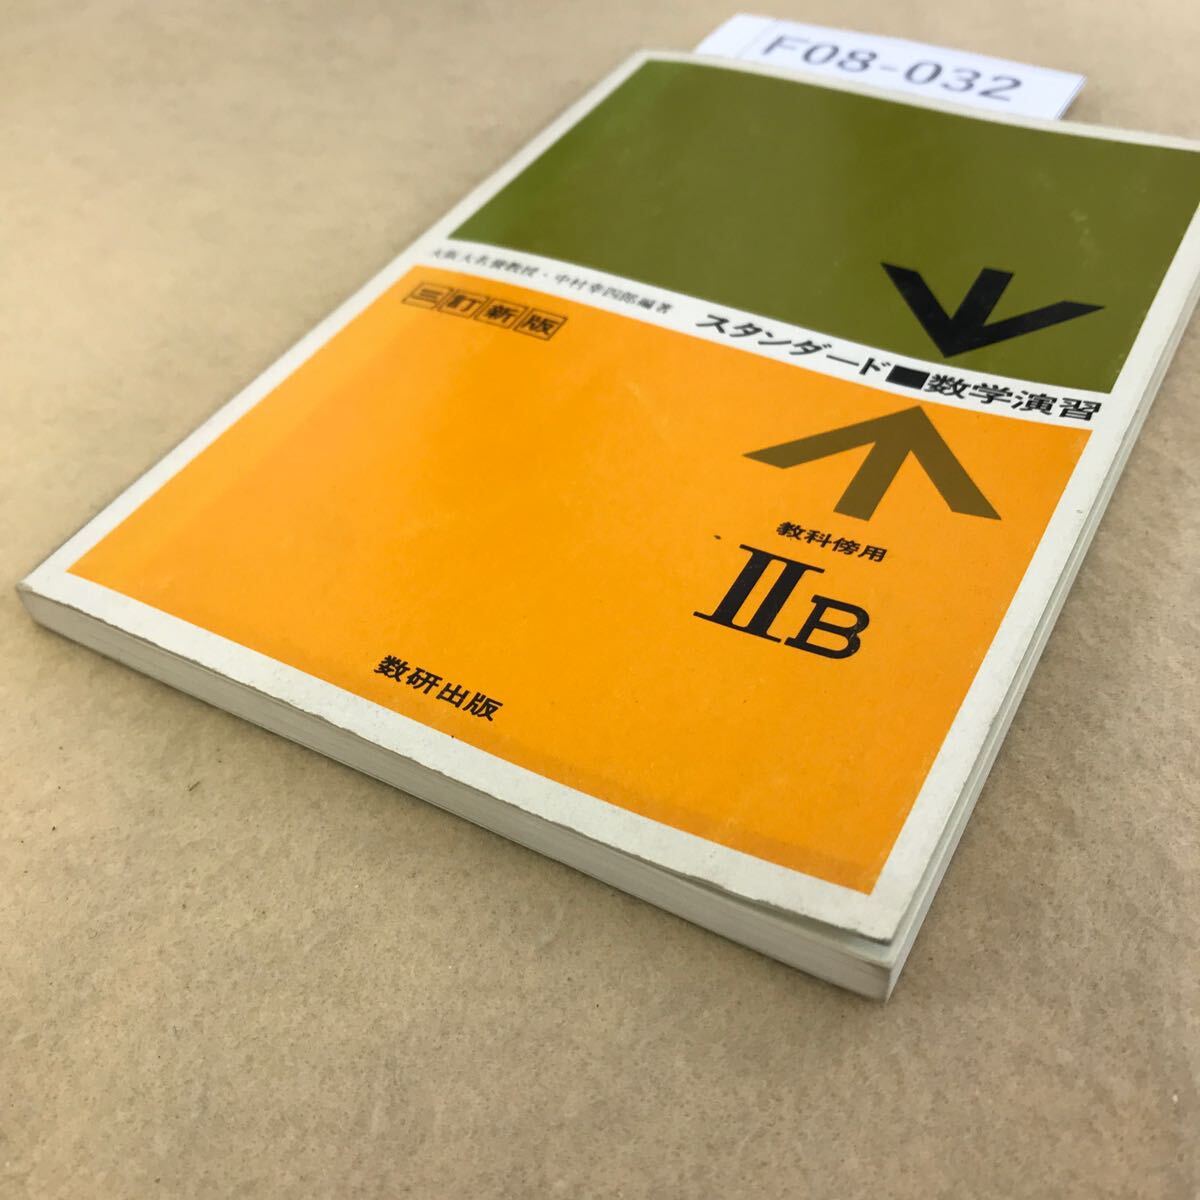 F08-032
大阪大名誉教授・中村幸四郎編著
スタンダード■数学演習
三訂新版
教科傍用
IIB
数研出版